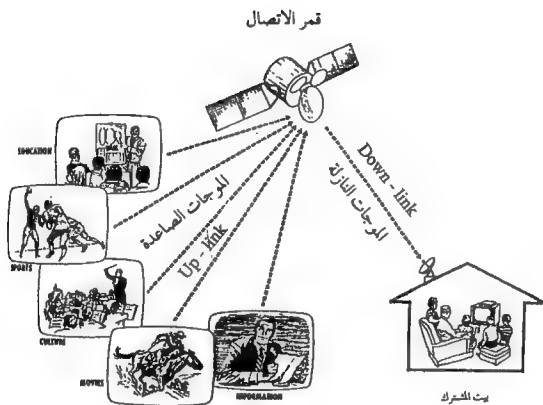 قمر الاتصال
EDUCATION
SPORTS
CULTURE
MOVIES
INFORMATION
الموجات الصاعدة
Up - link
Down - link
الموجات النازلة
بيت المشترك